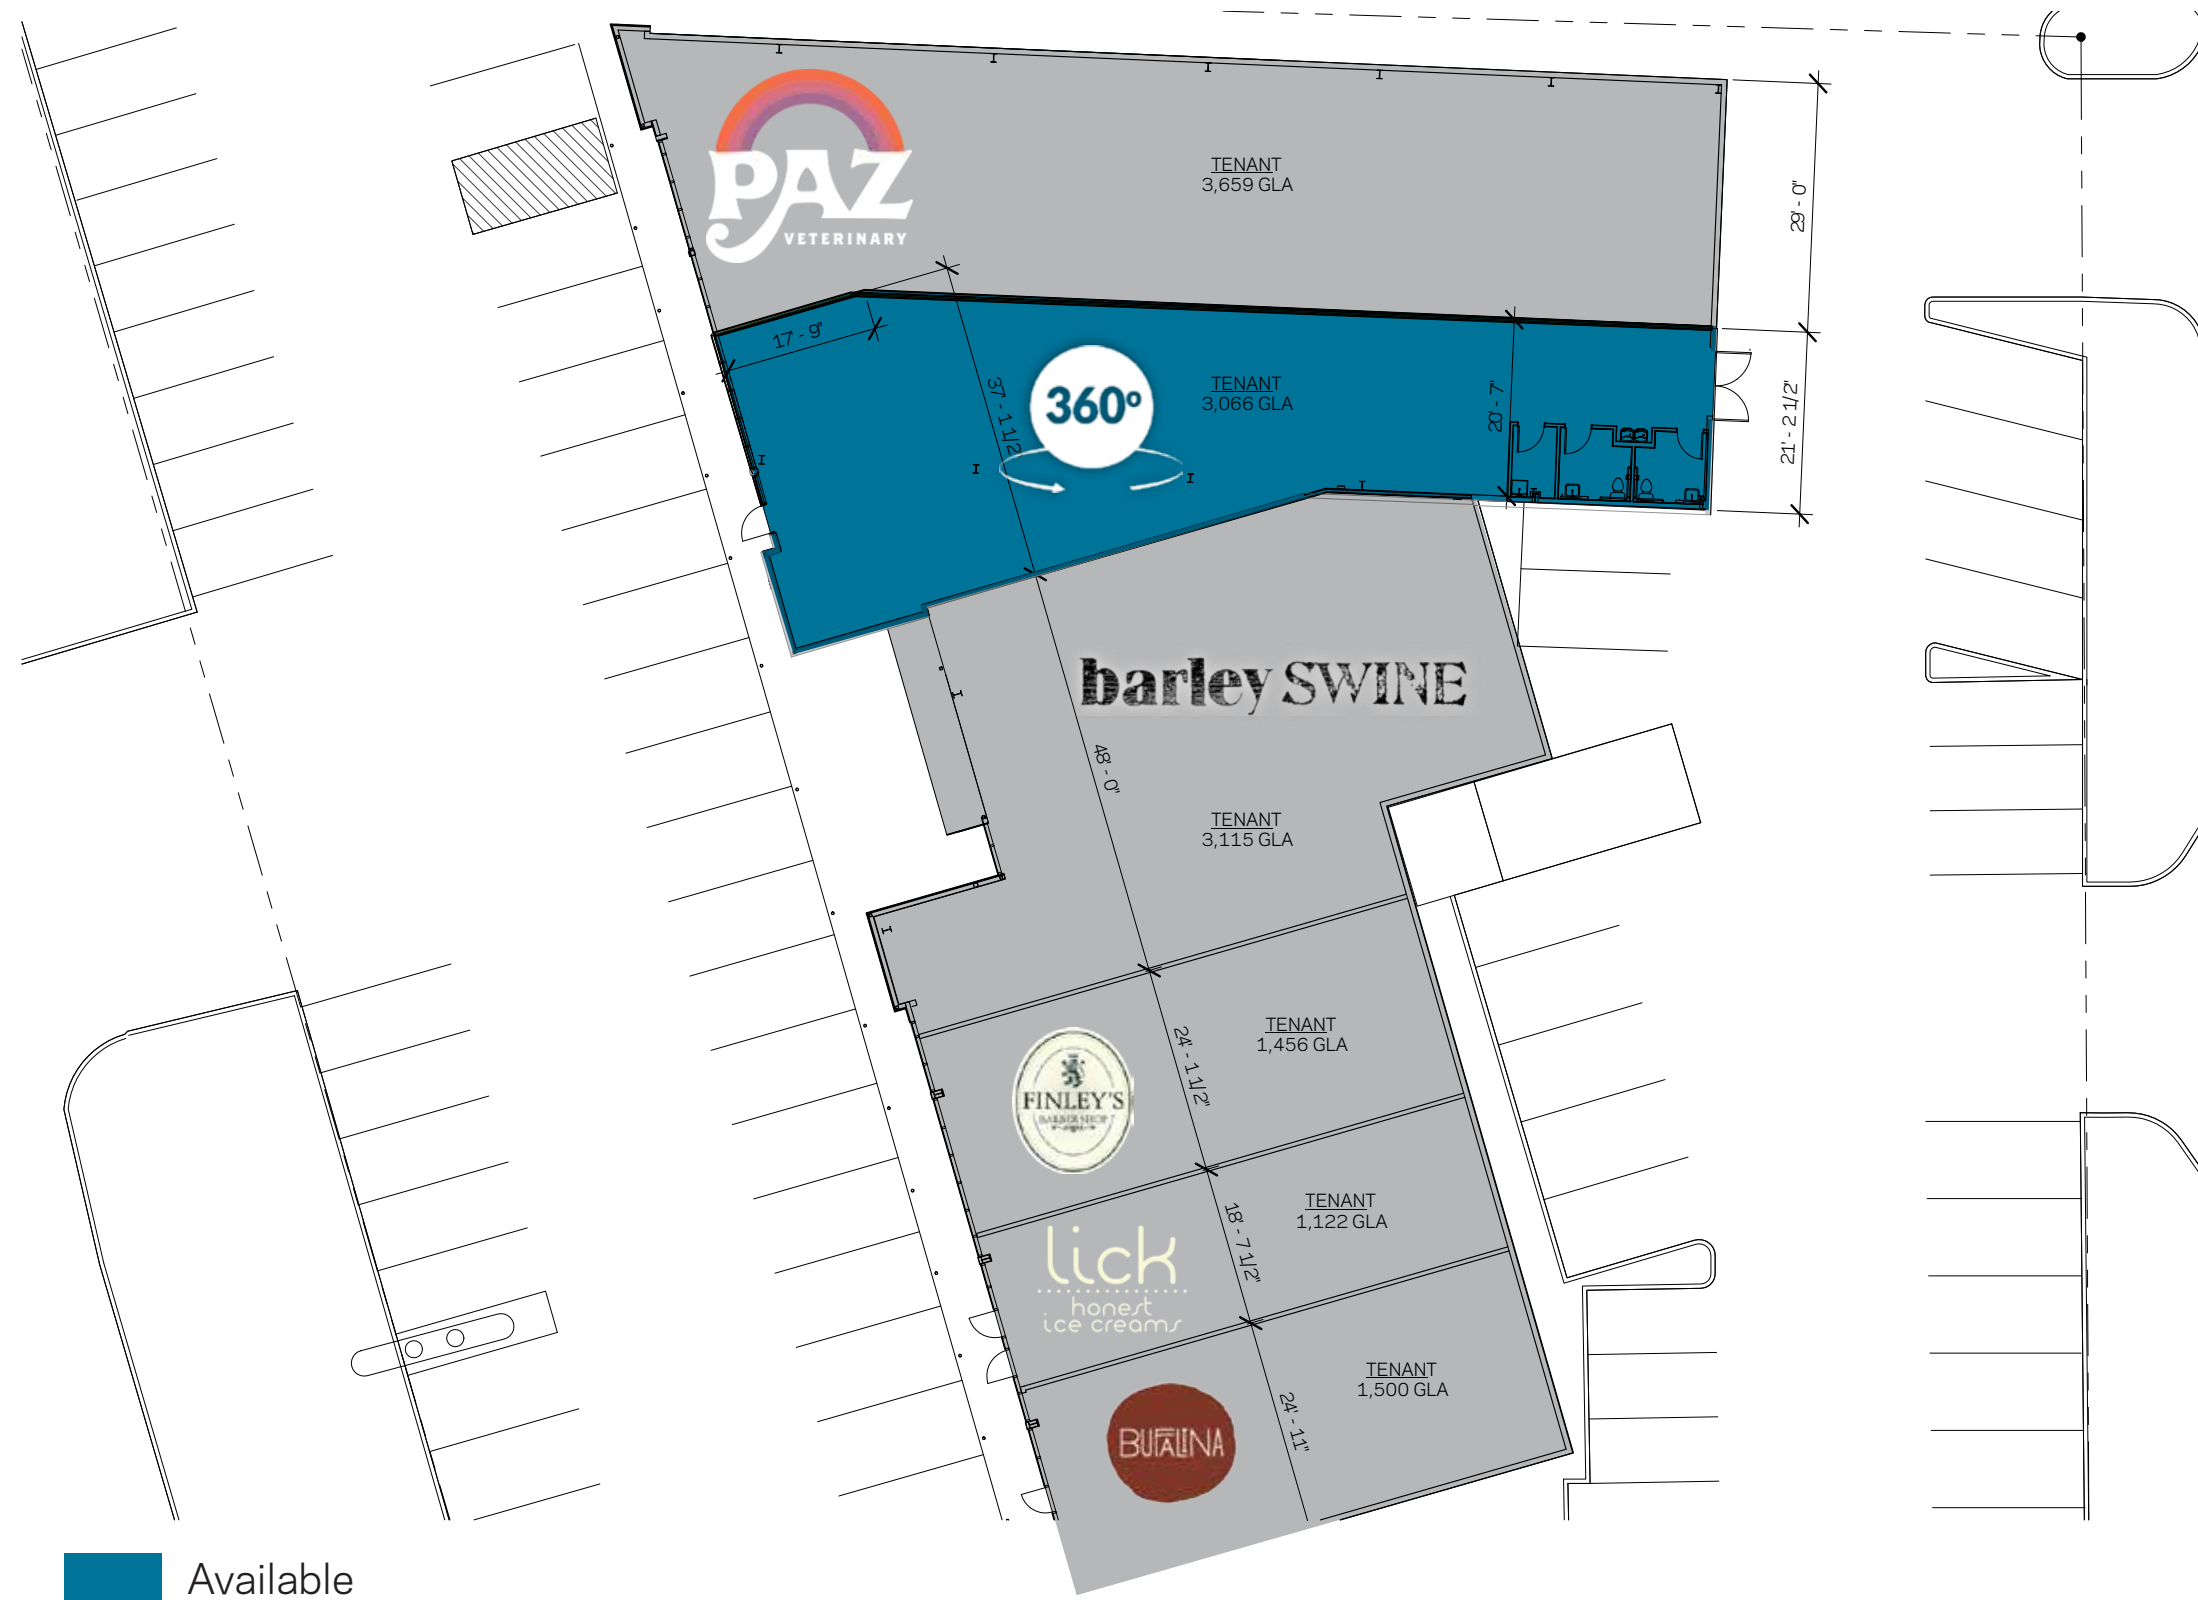 PAZ
VETERINARY
TENANT
3,659 GLA
29' - 0"
17' - 9"
37' - 1 1/2"
360º
TENANT
3,066 GLA
20' - 7"
21' - 2 1/2"
barley SWINE
48' - 0"
TENANT
3,115 GLA
FINLEY'S
BARBER SHOP
24' - 1 1/2"
TENANT
1,456 GLA
lick
honest
ice creams
18' - 7 1/2"
TENANT
1,122 GLA
BUFALINA
24' - 11"
TENANT
1,500 GLA
Available